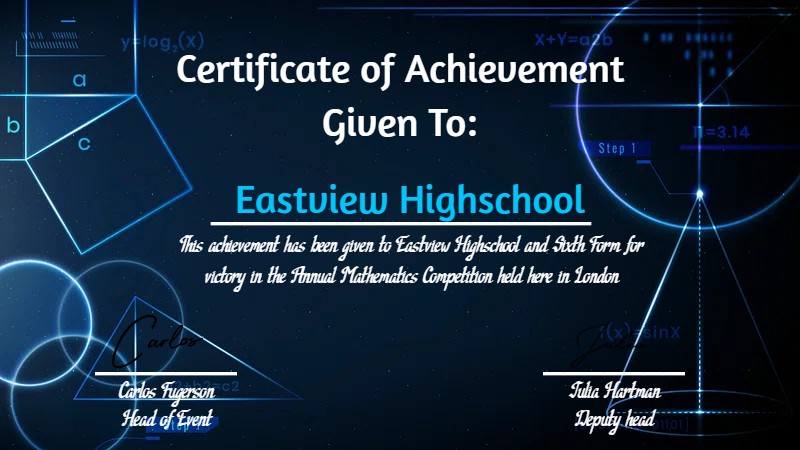 y=log₂(X)
X+Y=a2b
a
b
c
Certificate of Achievement
Given To:
Π=3.14
Step 1
Eastview Highschool
This achievement has been given to Eastview Highschool and Sixth Form for
victory in the Annual Mathematics Competition held here in London
f(x)=sinX
Carlos
Carlos Fugerson
Head of Event
Julia Hartman
Deputy head
Step 1